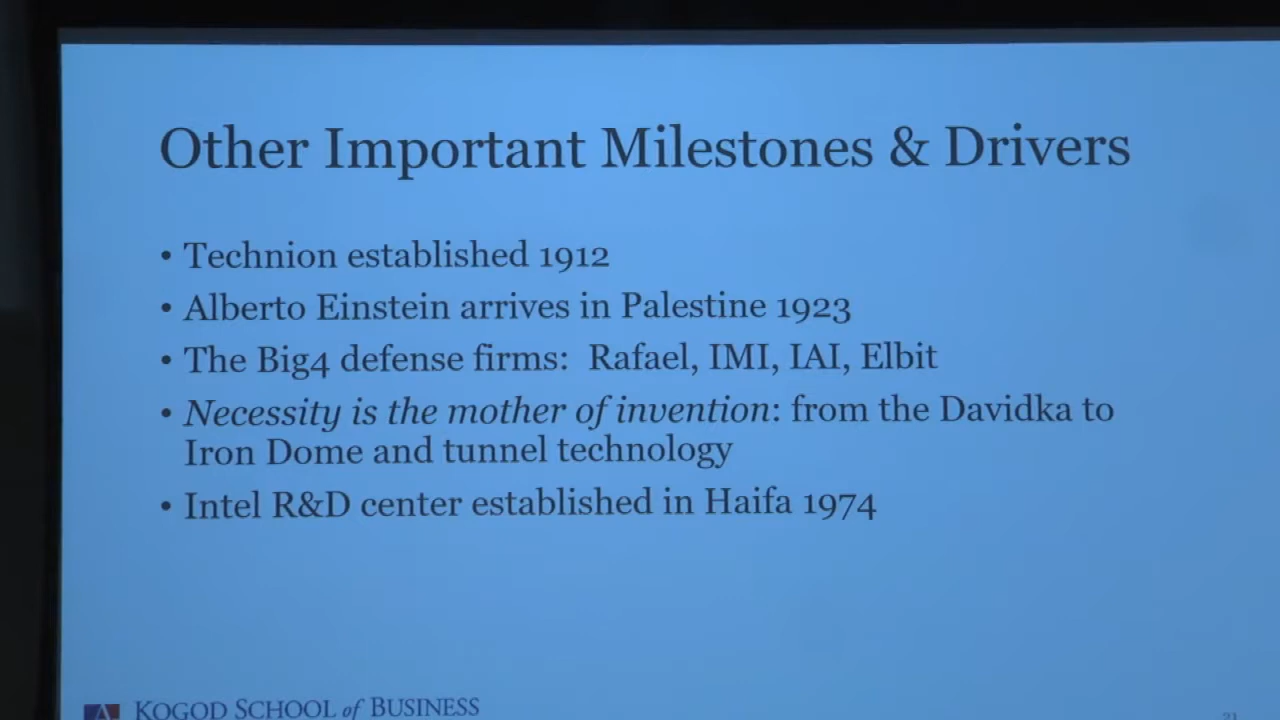 Other Important Milestones & Drivers
• Technion established 1912
• Alberto Einstein arrives in Palestine 1923
• The Big4 defense firms:  Rafael, IMI, IAI, Elbit
• Necessity is the mother of invention: from the Davidka to
Iron Dome and tunnel technology
• Intel R&D center established in Haifa 1974
KOGOD SCHOOL of BUSINESS
21